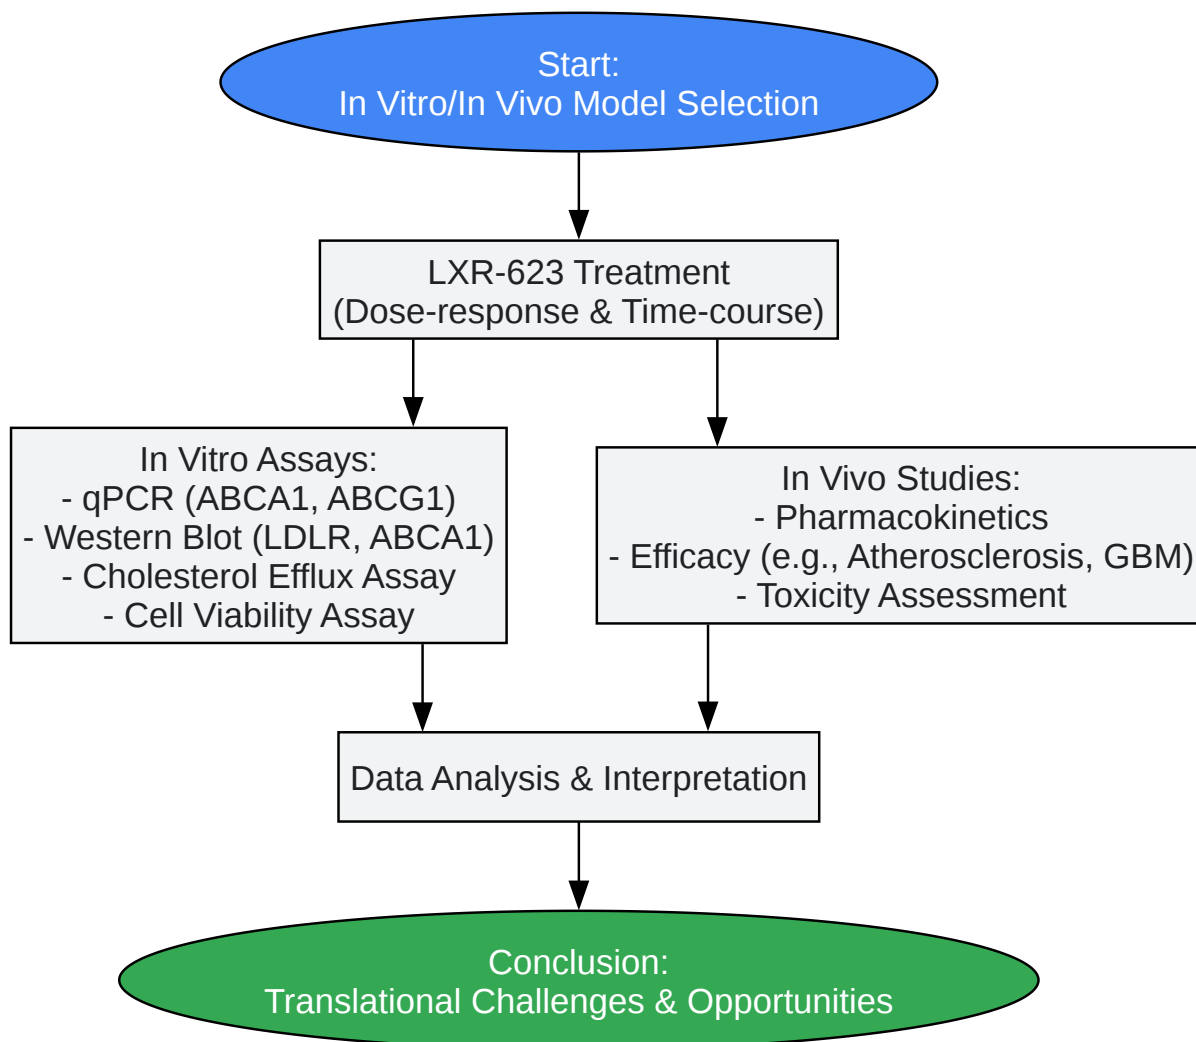 Start:
In Vitro/In Vivo Model Selection
LXR-623 Treatment
(Dose-response & Time-course)
In Vitro Assays:
- qPCR (ABCA1, ABCG1)
- Western Blot (LDLR, ABCA1)
- Cholesterol Efflux Assay
- Cell Viability Assay
In Vivo Studies:
- Pharmacokinetics
- Efficacy (e.g., Atherosclerosis, GBM)
- Toxicity Assessment
Data Analysis & Interpretation
Conclusion:
Translational Challenges & Opportunities